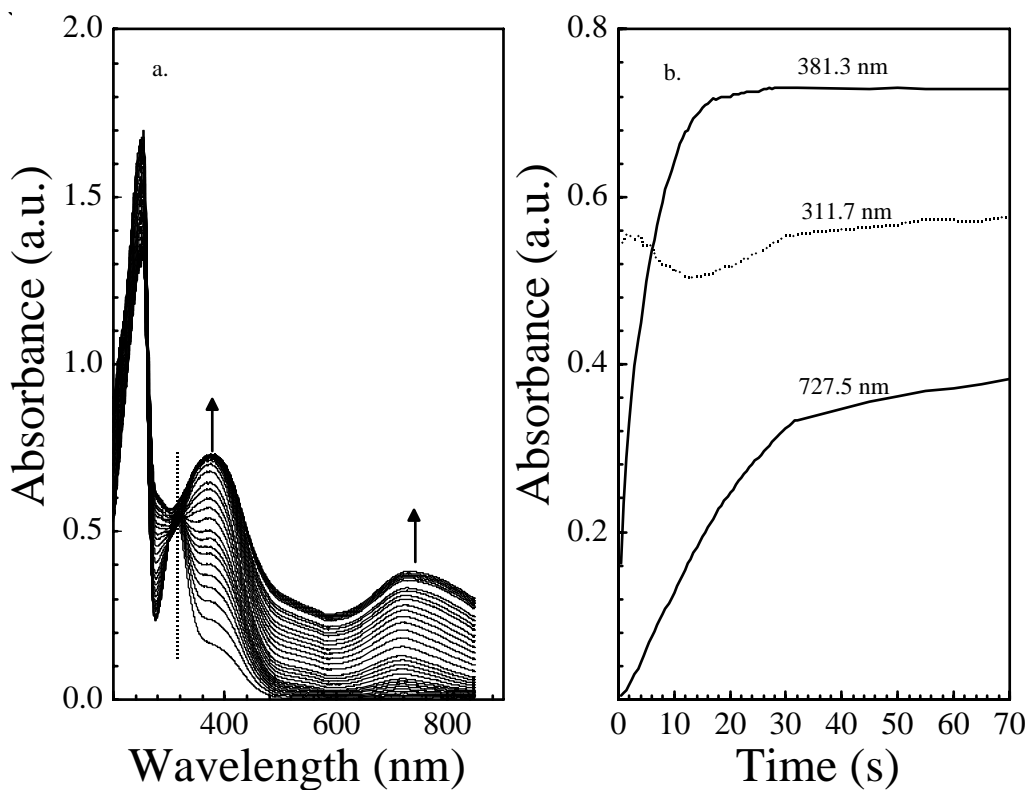 a.
2.0
1.5
1.0
0.5
0.0
400
600
800
Absorbance (a.u.)
Wavelength (nm)
b.
0.8
0.6
0.4
0.2
0
10
20
30
40
50
60
70
Absorbance (a.u.)
Time (s)
381.3 nm
311.7 nm
727.5 nm